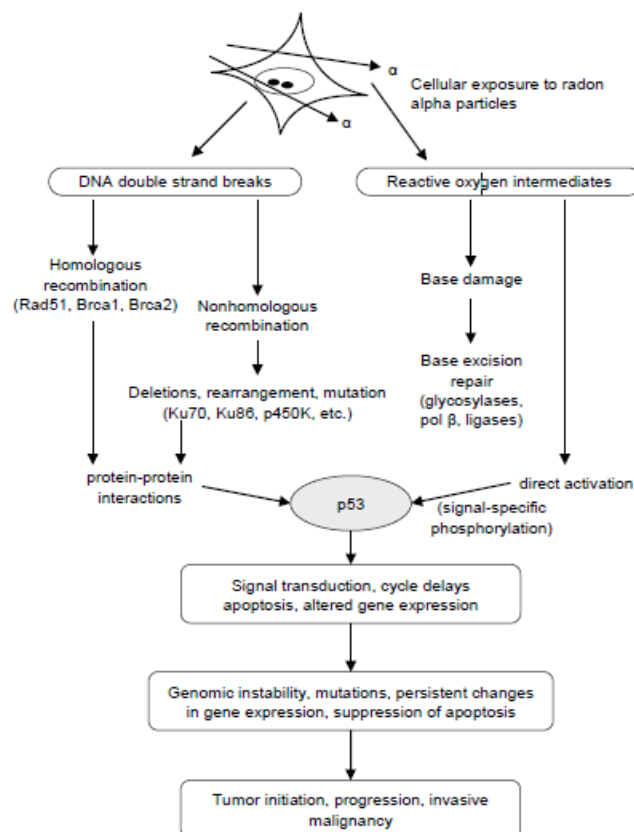 α
Cellular exposure to radon
alpha particles
α
DNA double strand breaks
Reactive oxygen intermediates
Homologous
recombination
(Rad51, Brca1, Brca2)
Nonhomologous
recombination
Base damage
Deletions, rearrangement, mutation
(Ku70, Ku86, p450K, etc.)
Base excision
repair
(glycosylases,
pol β, ligases)
protein-protein
interactions
p53
direct activation
(signal-specific
phosphorylation)
Signal transduction, cycle delays
apoptosis, altered gene expression
Genomic instability, mutations, persistent changes
in gene expression, suppression of apoptosis
Tumor initiation, progression, invasive
malignancy